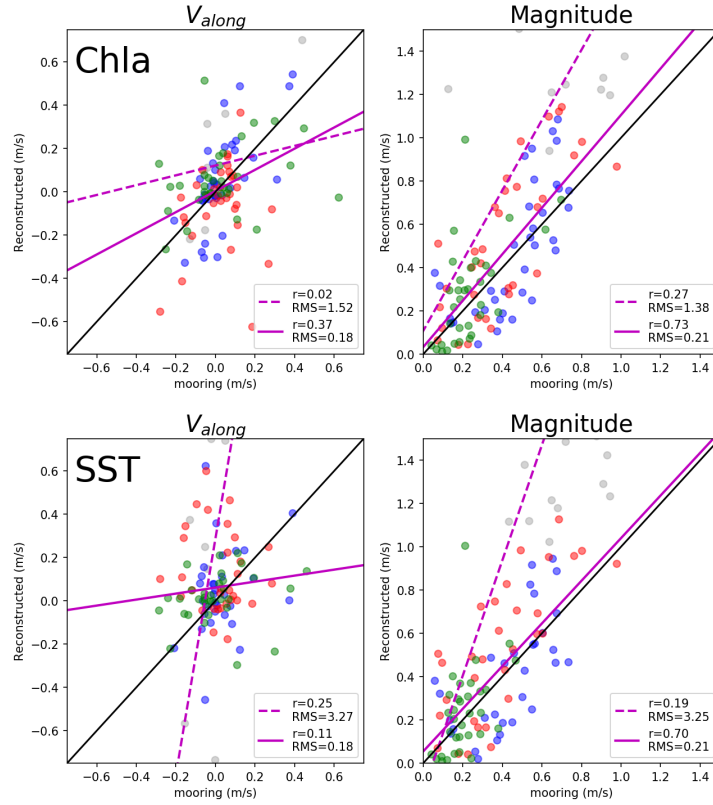 V_along
Magnitude
Chla
0.6
0.4
0.2
0.0
−0.2
−0.4
−0.6
Reconstructed (m/s)
−0.6 −0.4 −0.2 0.0 0.2 0.4 0.6
mooring (m/s)
r=0.02
RMS=1.52
r=0.37
RMS=0.18
1.4
1.2
1.0
0.8
0.6
0.4
0.2
0.0
Reconstructed (m/s)
0.0 0.2 0.4 0.6 0.8 1.0 1.2 1.4
mooring (m/s)
r=0.27
RMS=1.38
r=0.73
RMS=0.21
V_along
Magnitude
SST
0.6
0.4
0.2
0.0
−0.2
−0.4
−0.6
Reconstructed (m/s)
−0.6 −0.4 −0.2 0.0 0.2 0.4 0.6
mooring (m/s)
r=0.25
RMS=3.27
r=0.11
RMS=0.18
1.4
1.2
1.0
0.8
0.6
0.4
0.2
0.0
Reconstructed (m/s)
0.0 0.2 0.4 0.6 0.8 1.0 1.2 1.4
mooring (m/s)
r=0.19
RMS=3.25
r=0.70
RMS=0.21